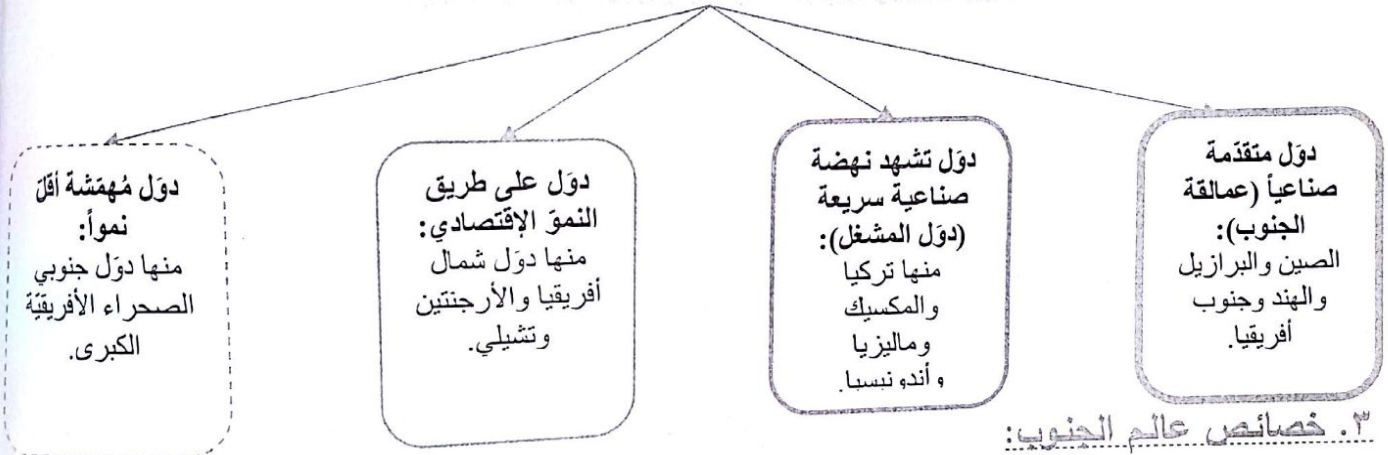 دوَل متقدّمة
صناعياً (عمالقة
الجنوب):
الصين والبرازيل
والهند وجنوب
أفريقيا.
دوَل تشهد نهضة
صناعية سريعة
(دوَل المشغل):
منها تركيا
والمكسيك
وماليزيا
وأندونيسيا.
دوَل على طريق
النموّ الإقتصادي:
منها دوَل شمال
أفريقيا والأرجنتين
وتشيلي.
دوَل مُهمّشة أقلّ
نمواً:
منها دوَل جنوبي
الصحراء الأفريقيّة
الكبرى.
٣. خصائص عالم الجنوب: